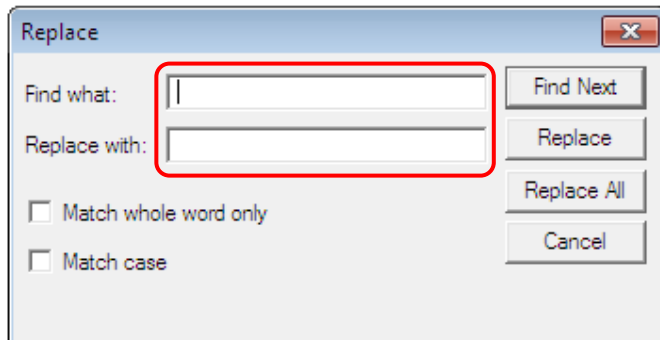 Replace
Find what:
Find Next
Replace with:
Replace
Match whole word only
Replace All
Match case
Cancel